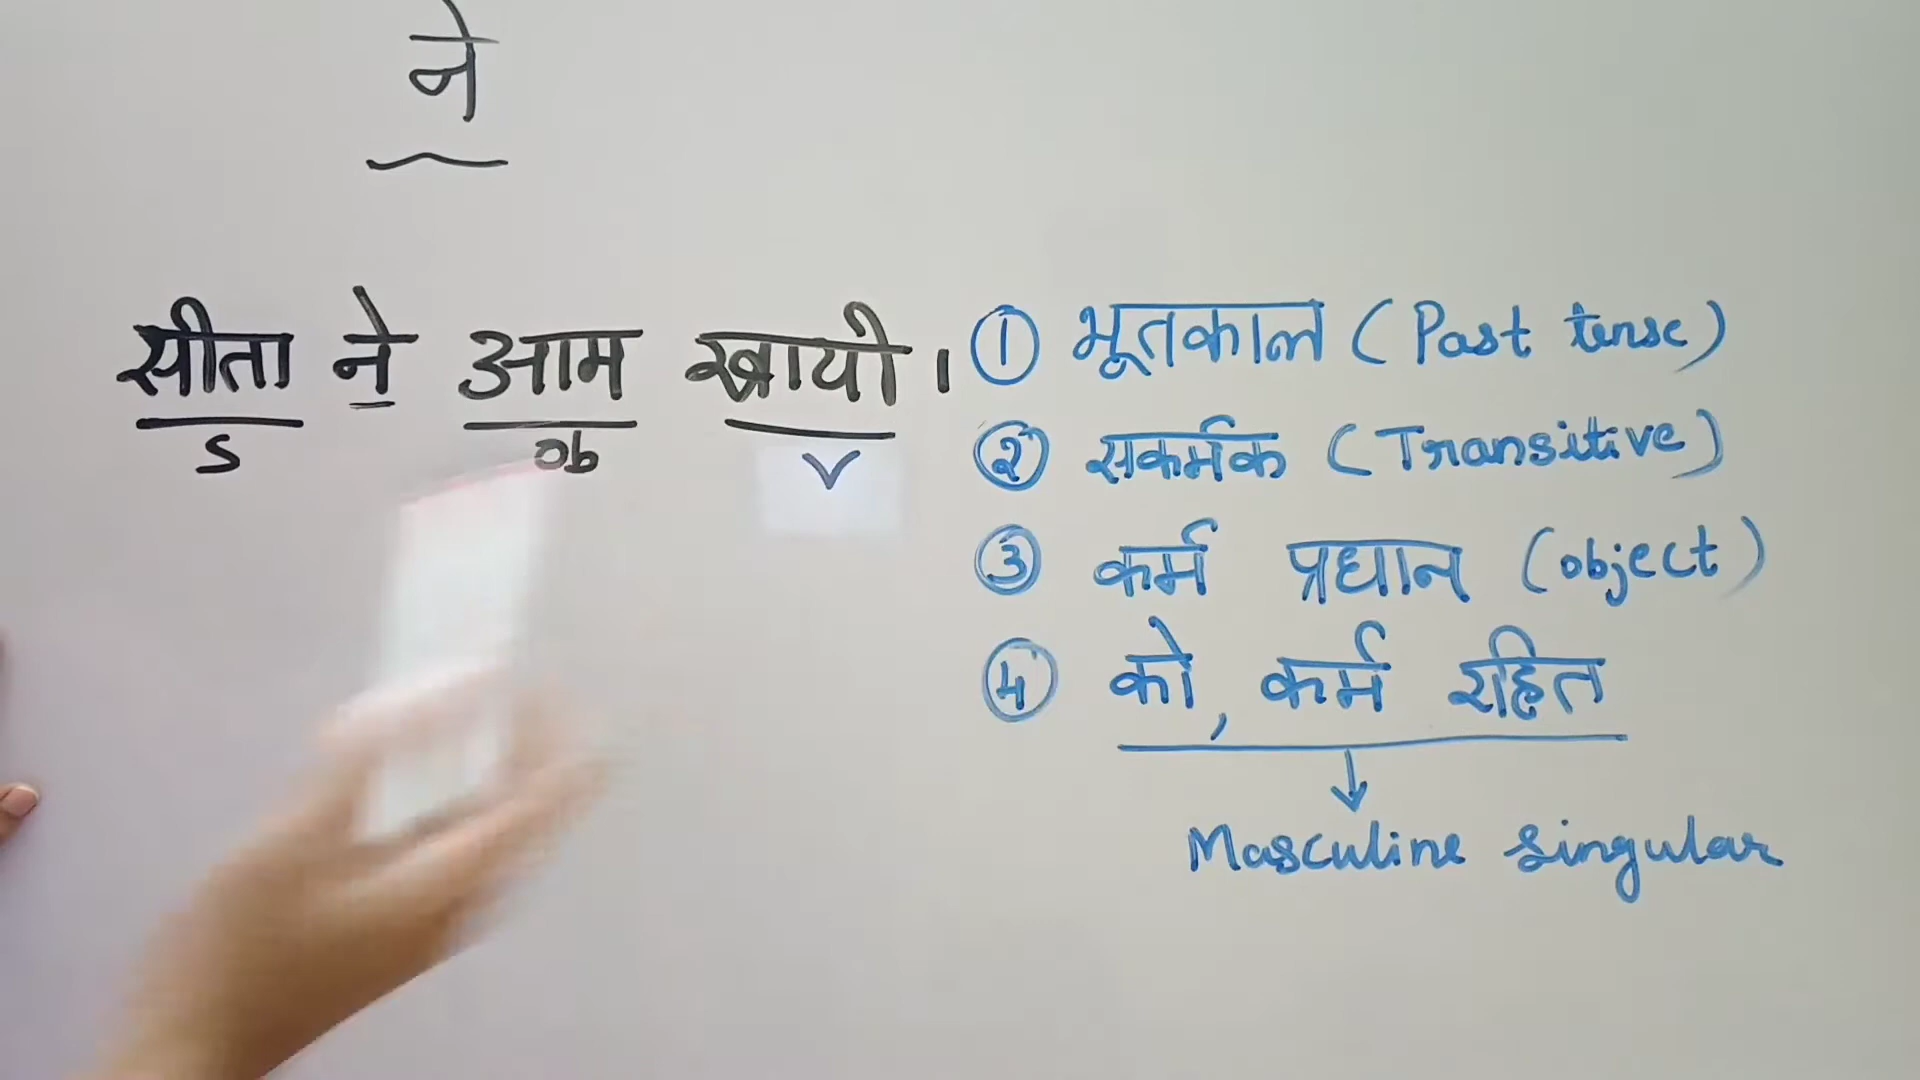 ने
सीता ने आम खायी।
S ob V
① भूतकाल (Past tense)
② सकर्मक (Transitive)
③ कर्म प्रधान (object)
④ को, कर्म रहित
↓
Masculine singular